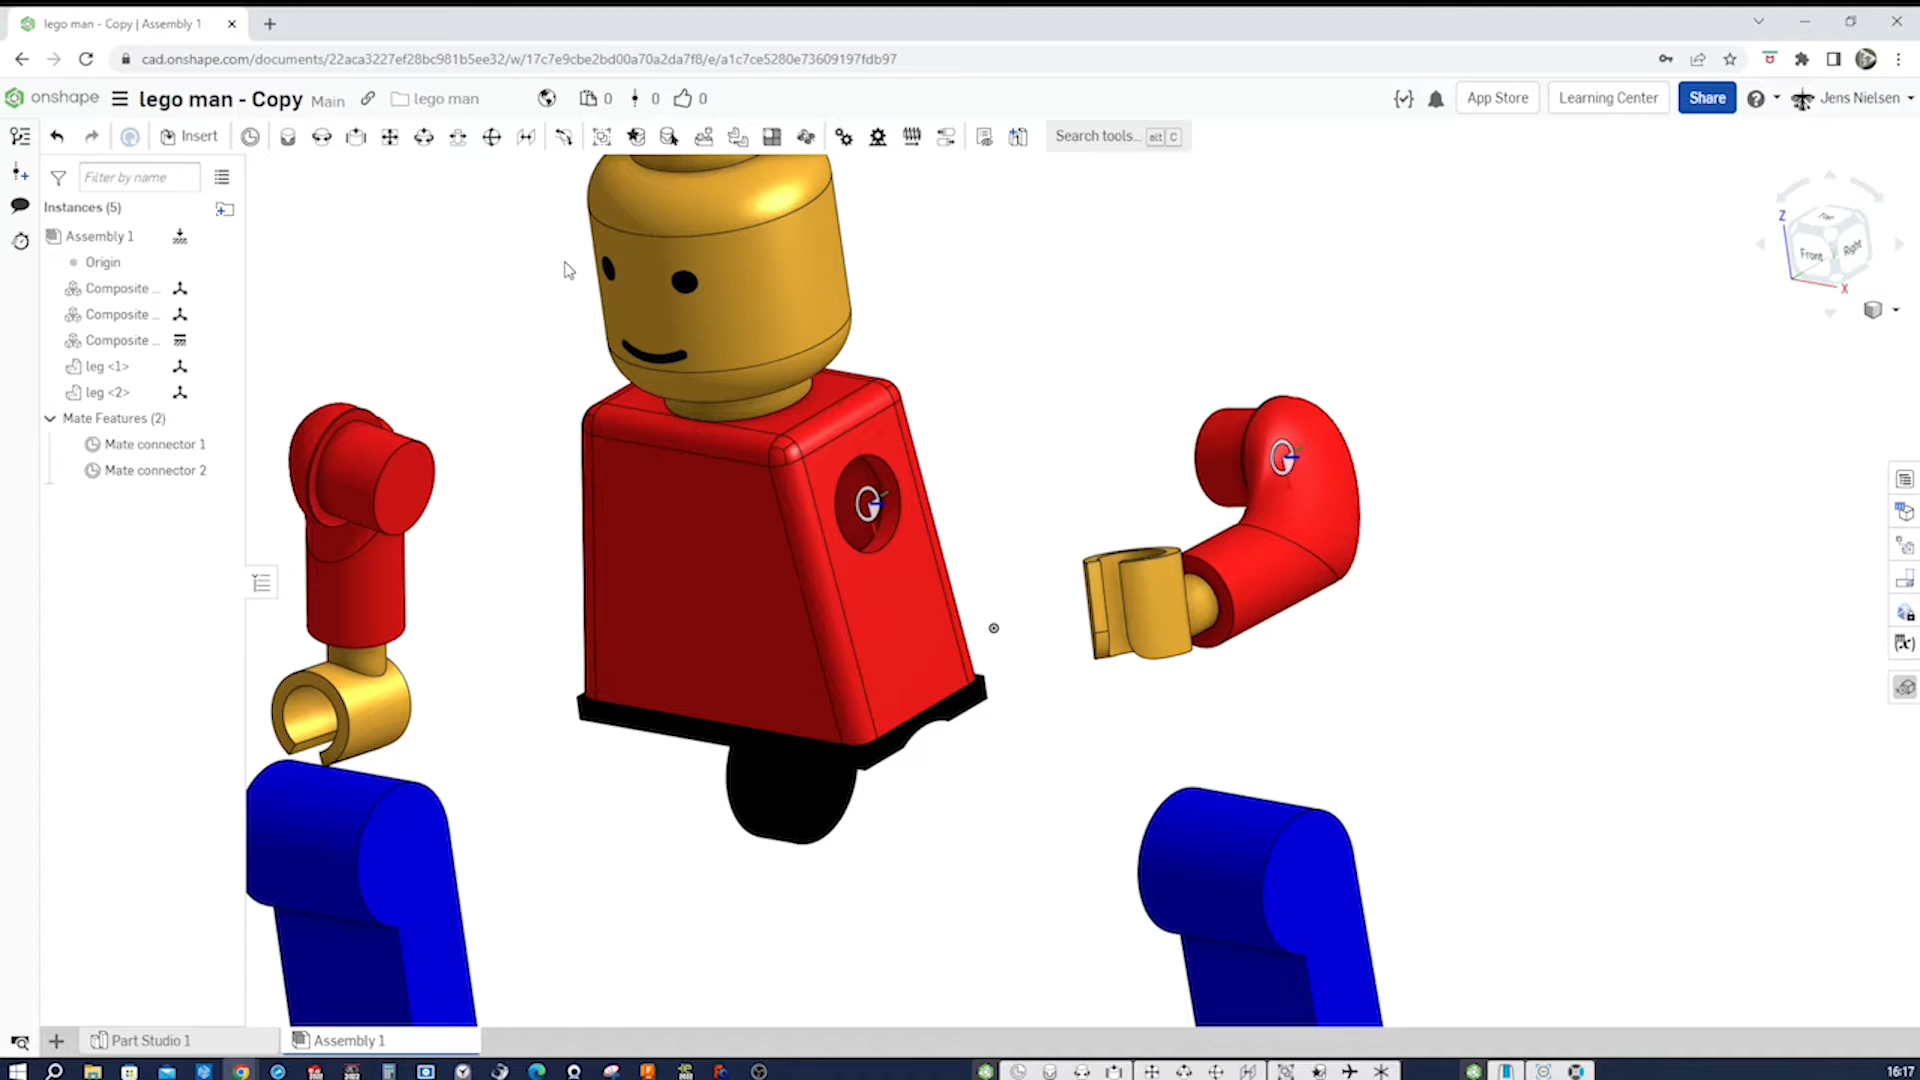 lego man - Copy | Assembly 1
cad.onshape.com/documents/22aca3227ef28bc981b5ee32/w/17c7e9cbe2bd00a70a2da7f8/e/a1c7ce5280e73609197fdb97
onshape lego man - Copy Main lego man 0 0 0 App Store Learning Center Share Jens Nielsen
Insert Search tools... alt C
Filter by name
Instances (5)
Assembly 1
Origin
Composite ...
Composite ...
Composite ...
leg <1>
leg <2>
Mate Features (2)
Mate connector 1
Mate connector 2
Z
Top
Front
Right
X
(x)
Part Studio 1
Assembly 1
16:17